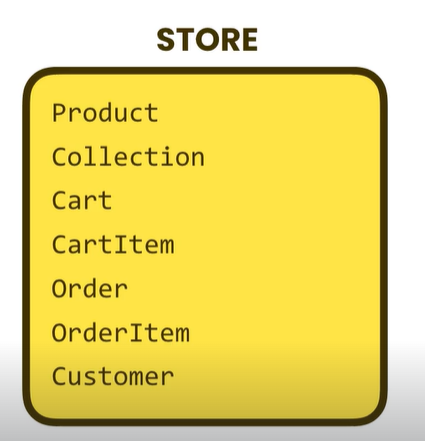 STORE
Product
Collection
Cart
CartItem
Order
OrderItem
Customer